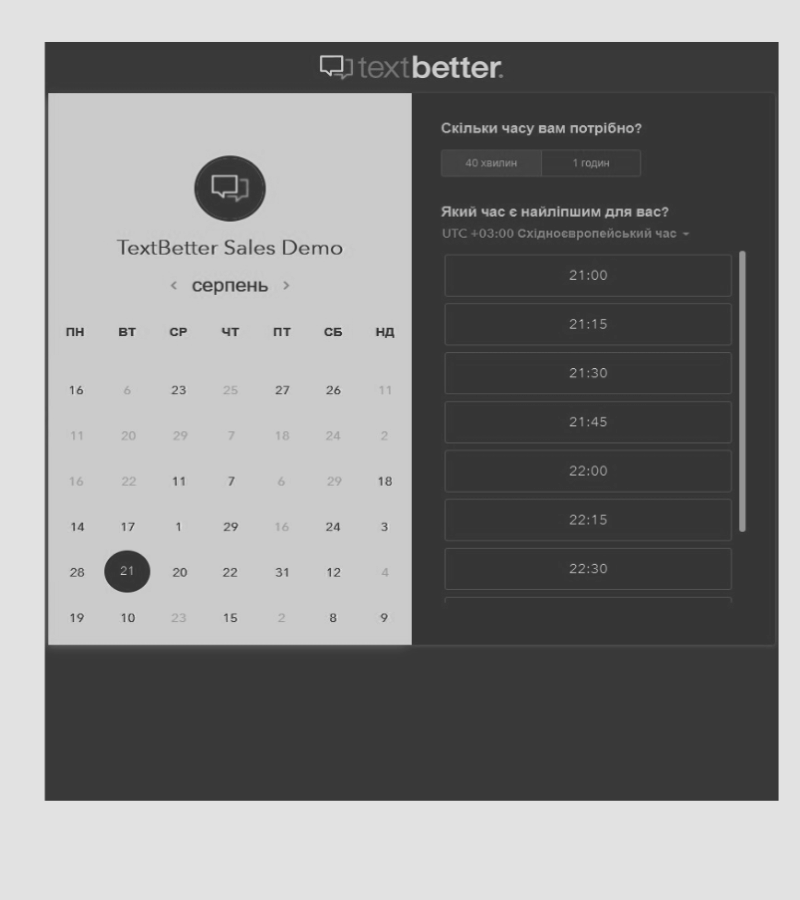 textbetter.
TextBetter Sales Demo
< серпень >
ПН ВТ СР ЧТ ПТ СБ НД
16 6 23 25 27 26 11
11 20 29 7 18 24 2
16 22 11 7 6 29 18
14 17 1 29 16 24 3
28 21 20 22 31 12 4
19 10 23 15 2 8 9
Скільки часу вам потрібно?
40 хвилин 1 годин
Який час є найліпшим для вас?
UTC +03:00 Східноєвропейський час
21:00
21:15
21:30
21:45
22:00
22:15
22:30